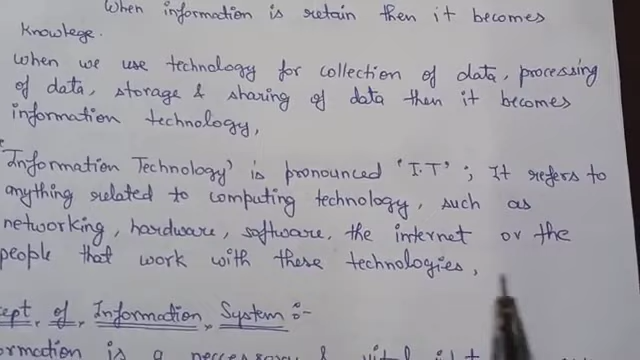 When information is retain then it becomes
Knowlege.
When we use technology for collection of data, processing
of data, storage & sharing of data then it becomes
information technology,
'Information Technology' is pronounced 'I.T' ; It refers to
anything related to computing technology, such as
networking, hardware, software, the internet or the
people that work with these technologies,
of Information System :-
is a & vital